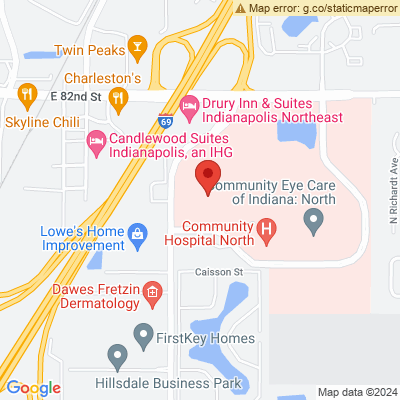 Map error: g.co/staticmaperror
Twin Peaks
Charleston's
E 82nd St
Skyline Chili
Drury Inn & Suites
Indianapolis Northeast
69
Candlewood Suites
Indianapolis, an IHG
Community Eye Care
of Indiana: North
N Richardt Ave
Lowe's Home
Improvement
Community
Hospital North
H
Caisson St
Dawes Fretzin
Dermatology
FirstKey Homes
Hillsdale Business Park
Google
Map data ©2024